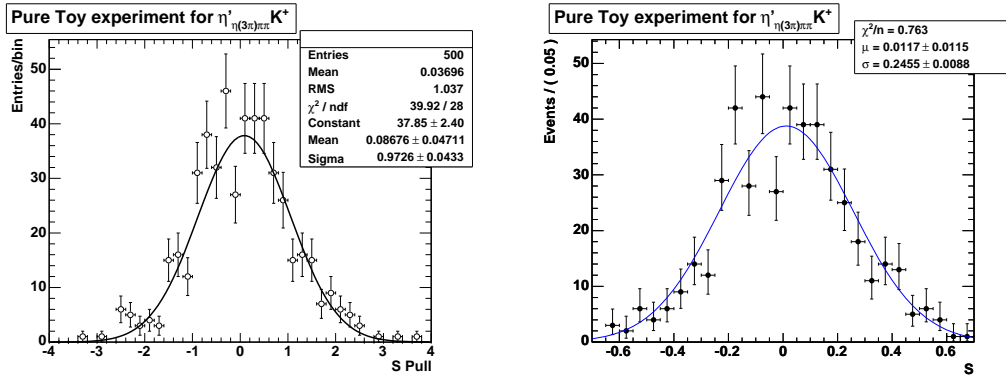 Pure Toy experiment for η′η(3π)ππK+
Entries 500
Mean 0.03696
RMS 1.037
χ2 / ndf 39.92 / 28
Constant 37.85 ± 2.40
Mean 0.08676 ± 0.04711
Sigma 0.9726 ± 0.0433
Entries/bin
50
40
30
20
10
0
-4 -3 -2 -1 0 1 2 3 4
S Pull
Pure Toy experiment for η′η(3π)ππK+
χ2/n = 0.763
μ = 0.0117 ± 0.0115
σ = 0.2455 ± 0.0088
Events / ( 0.05 )
50
40
30
20
10
0
-0.6 -0.4 -0.2 0 0.2 0.4 0.6
S